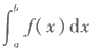 ∫_a^b f(x)dx